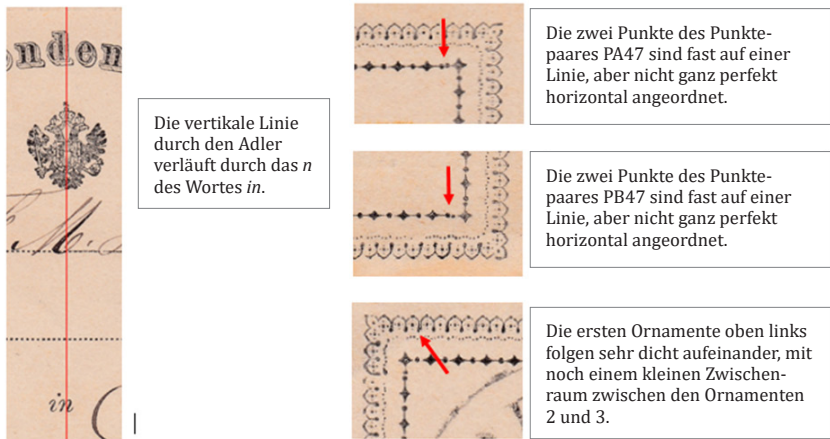 onden
M.
in
Die vertikale Linie
durch den Adler
verläuft durch das n
des Wortes in.
Die zwei Punkte des Punkte-
paares PA47 sind fast auf einer
Linie, aber nicht ganz perfekt
horizontal angeordnet.
Die zwei Punkte des Punkte-
paares PB47 sind fast auf einer
Linie, aber nicht ganz perfekt
horizontal angeordnet.
Die ersten Ornamente oben links
folgen sehr dicht aufeinander, mit
noch einem kleinen Zwischen-
raum zwischen den Ornamenten
2 und 3.